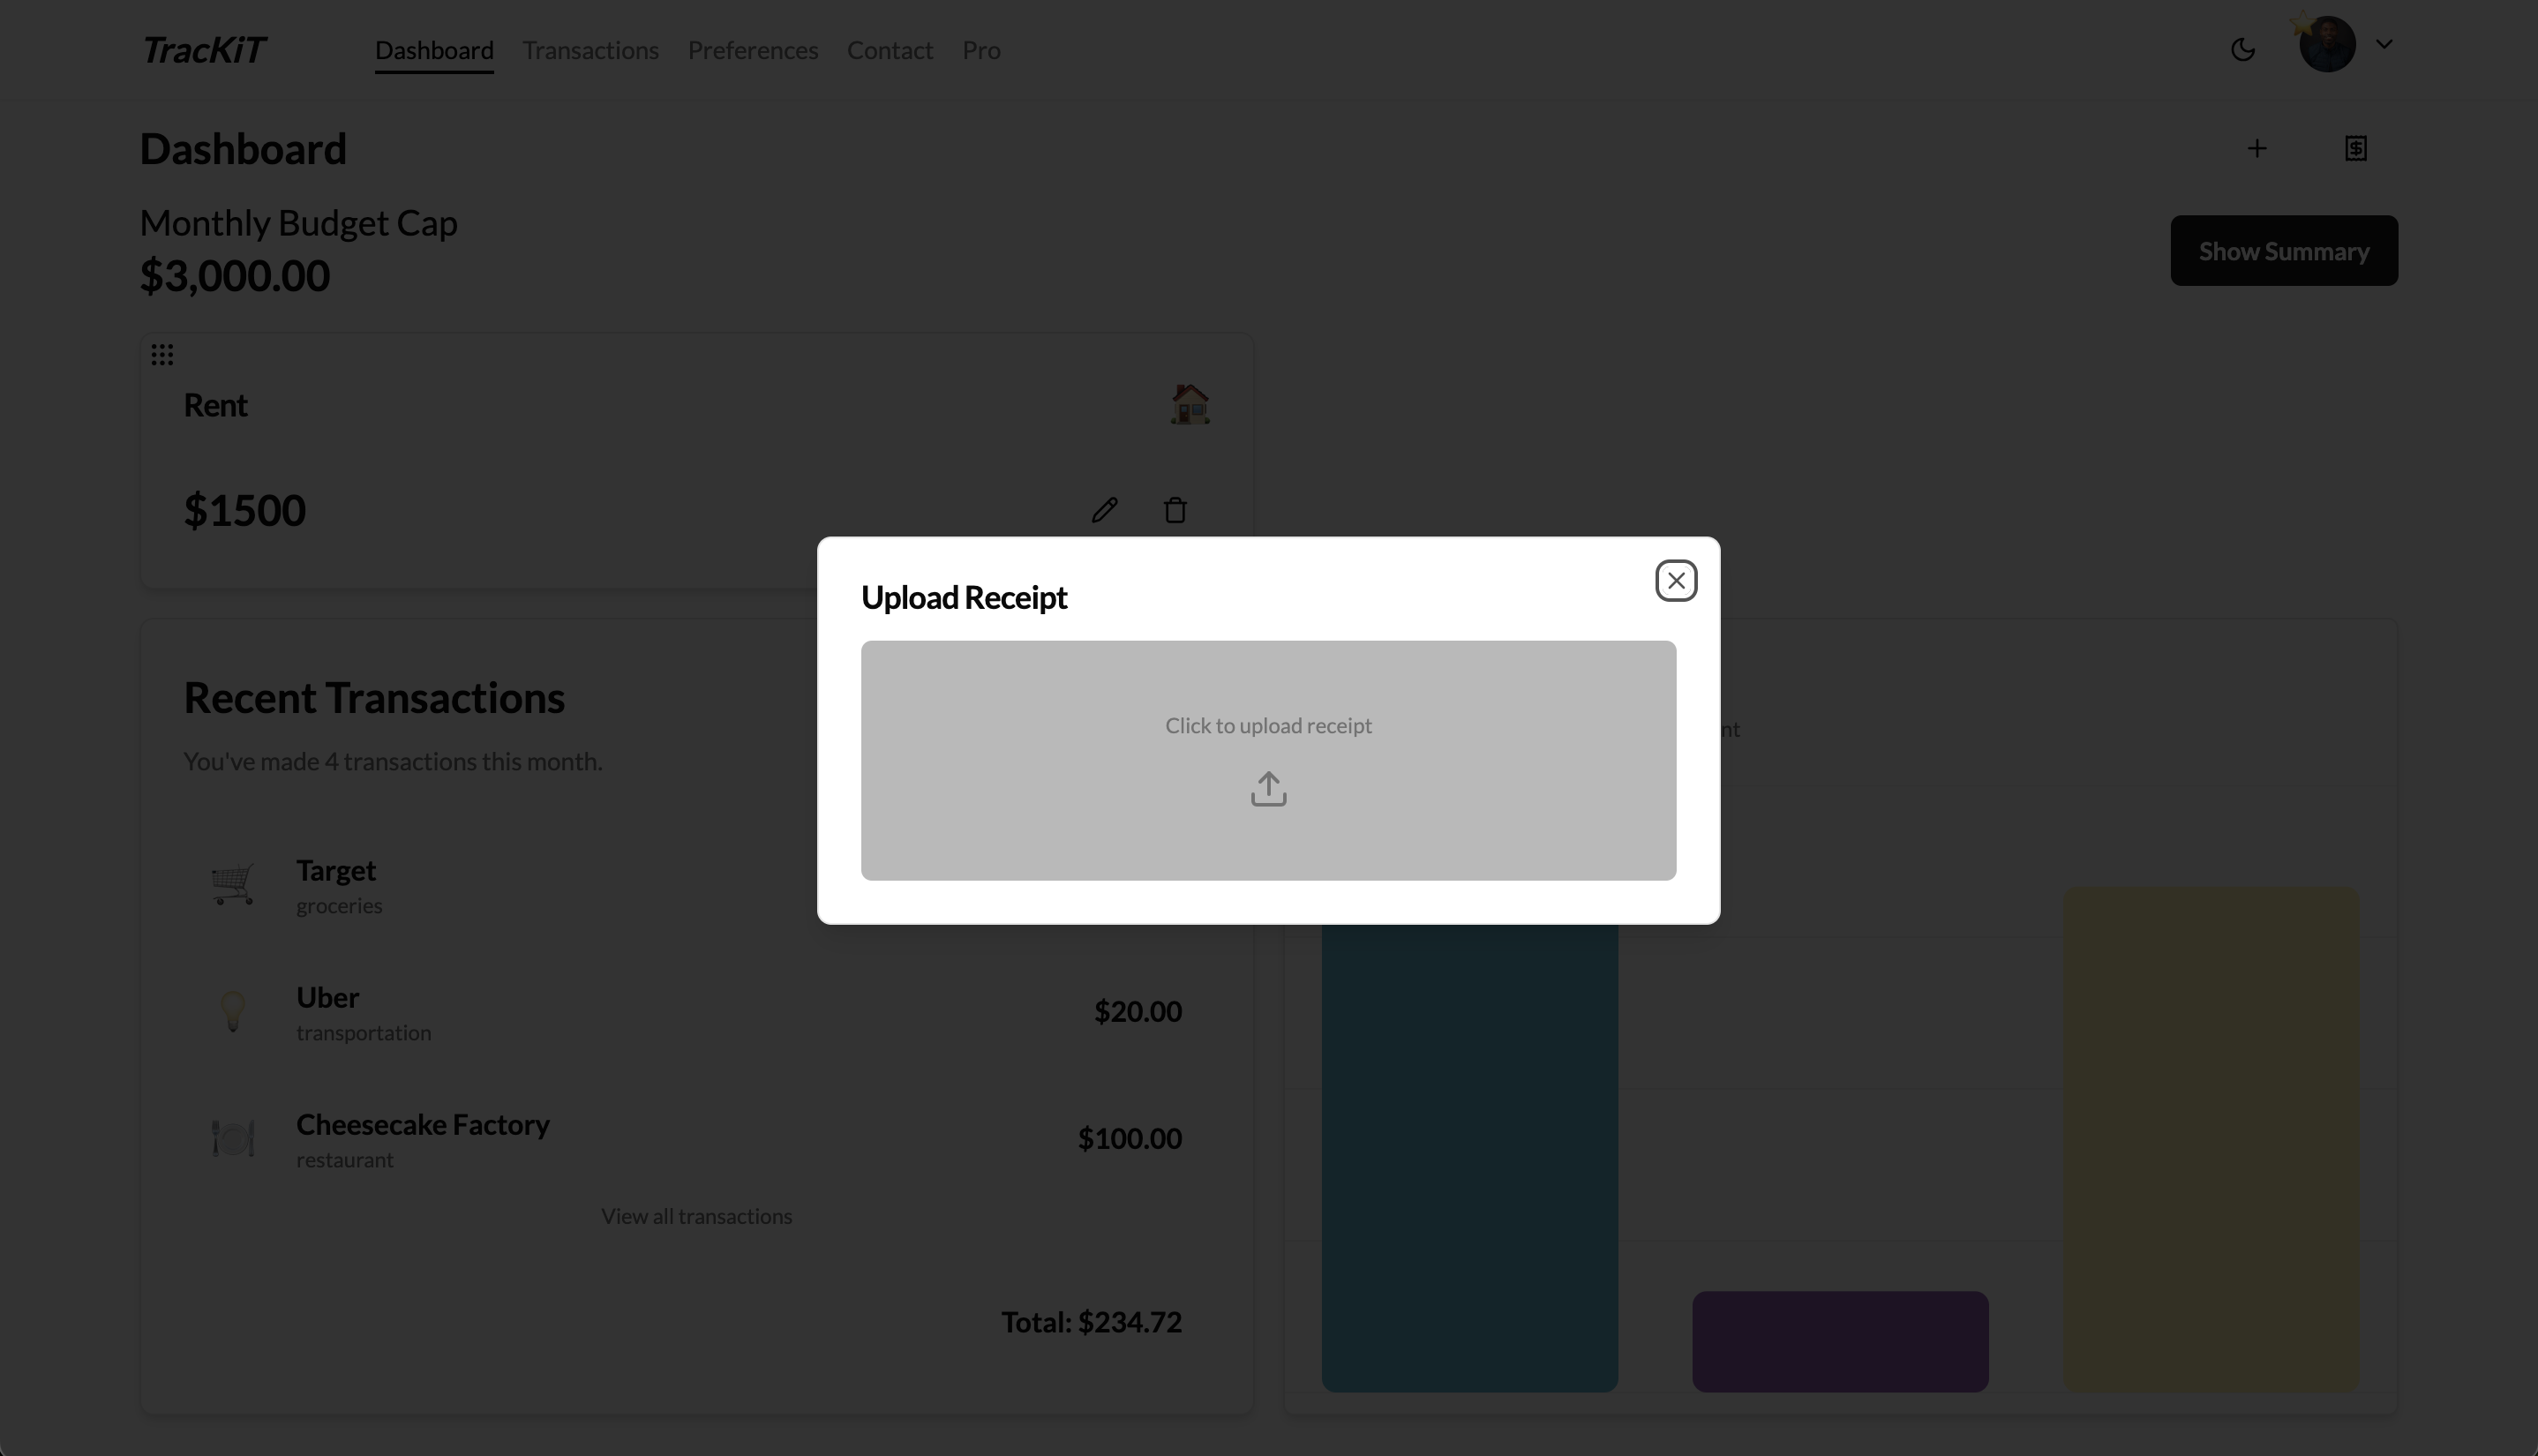 TracKiT
Dashboard
Transactions
Preferences
Contact
Pro
Dashboard
Monthly Budget Cap
$3,000.00
Show Summary
Rent
$1500
Upload Receipt
Click to upload receipt
Recent Transactions
You've made 4 transactions this month.
nt
Target
groceries
Uber
transportation
$20.00
Cheesecake Factory
restaurant
$100.00
View all transactions
Total: $234.72